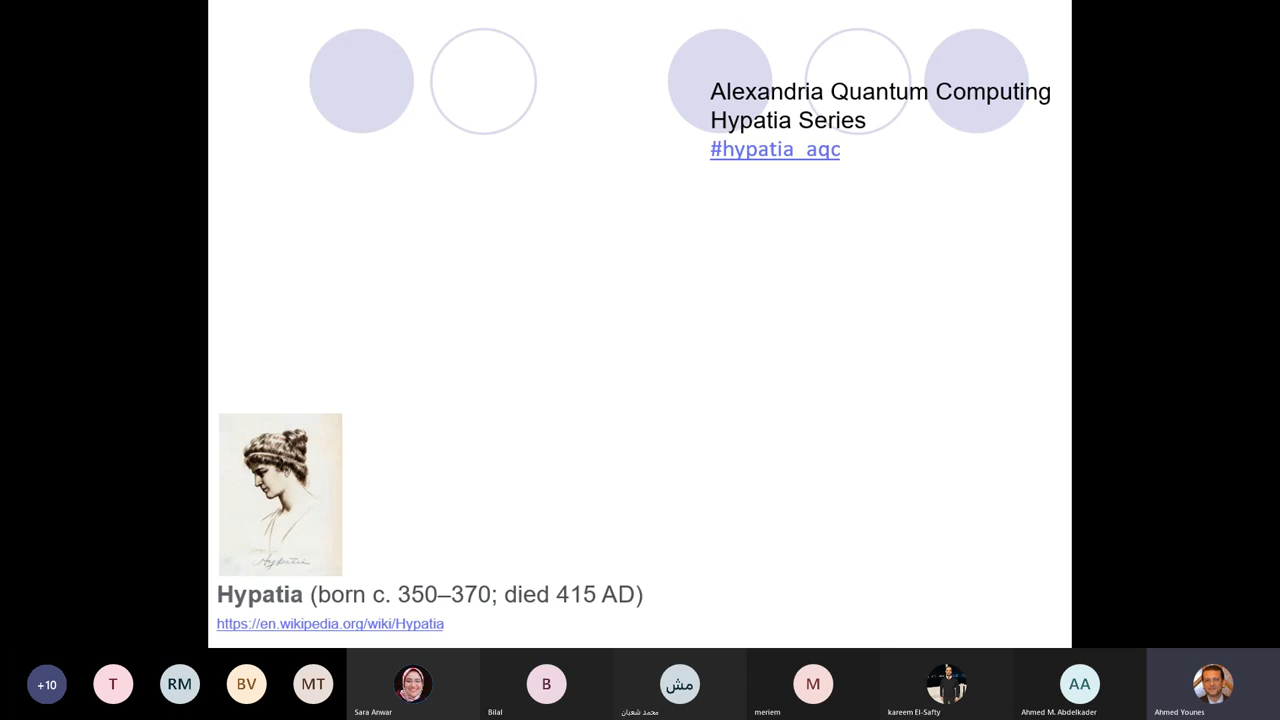 Alexandria Quantum Computing
Hypatia Series
#hypatia_aqc
Hypatia
Hypatia (born c. 350–370; died 415 AD)
https://en.wikipedia.org/wiki/Hypatia
+10
T
RM
BV
MT
Sara Anwar
B
Bilal
مش
محمد شعبان
M
meriem
kareem El-Safty
AA
Ahmed M. Abdelkader
Ahmed Younes